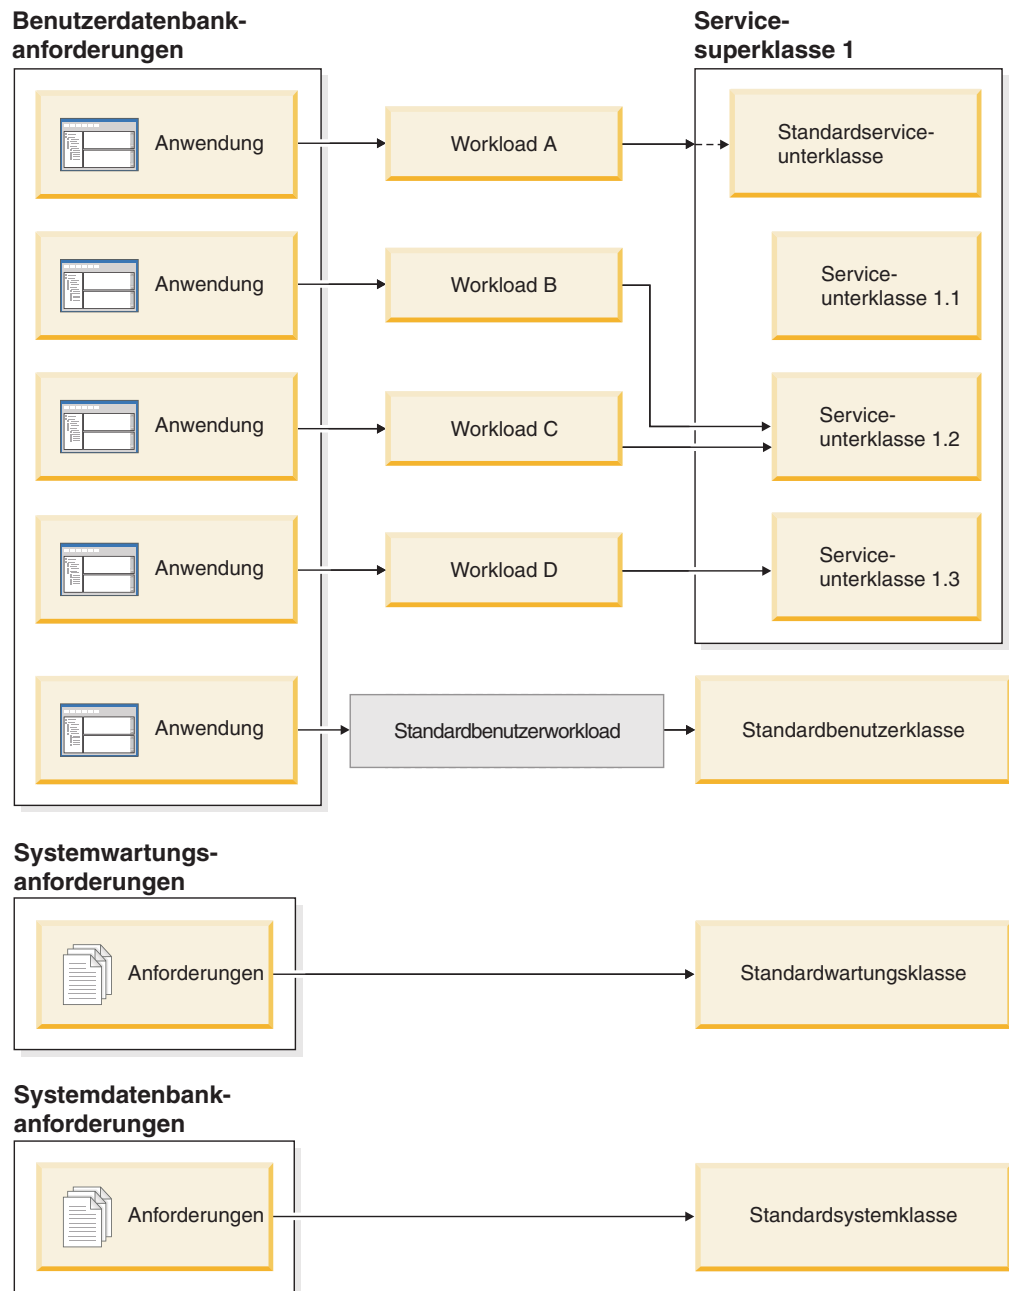 Benutzerdatenbank-
anforderungen
Service-
superklasse 1
Anwendung
Workload A
Standardservice-
unterklasse
Anwendung
Workload B
Service-
unterklasse 1.1
Anwendung
Workload C
Service-
unterklasse 1.2
Anwendung
Workload D
Service-
unterklasse 1.3
Anwendung
Standardbenutzerworkload
Standardbenutzerklasse
Systemwartungs-
anforderungen
Anforderungen
Standardwartungsklasse
Systemdatenbank-
anforderungen
Anforderungen
Standardsystemklasse